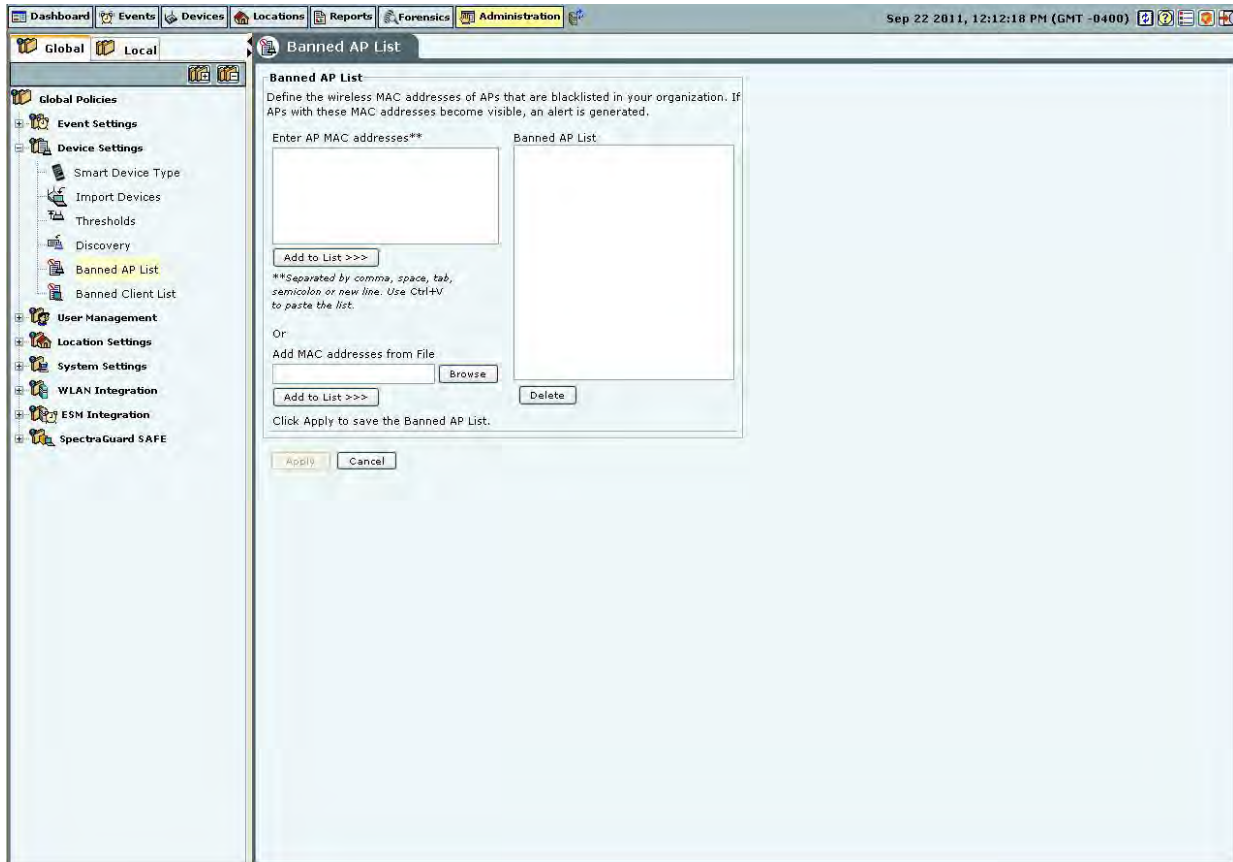 Dashboard Events Devices Locations Reports Forensics Administration Sep 22 2011, 12:12:18 PM (GMT -0400)
Global Local
Global Policies
Event Settings
Device Settings
Smart Device Type
Import Devices
Thresholds
Discovery
Banned AP List
Banned Client List
User Management
Location Settings
System Settings
WLAN Integration
ESM Integration
SpectraGuard SAFE
Banned AP List
Banned AP List
Define the wireless MAC addresses of APs that are blacklisted in your organization. If
APs with these MAC addresses become visible, an alert is generated.
Enter AP MAC addresses**
Add to List >>>
**Separated by comma, space, tab,
semicolon or new line. Use Ctrl+V
to paste the list.
Or
Add MAC addresses from File
Browse
Add to List >>>
Banned AP List
Delete
Click Apply to save the Banned AP List.
Apply Cancel